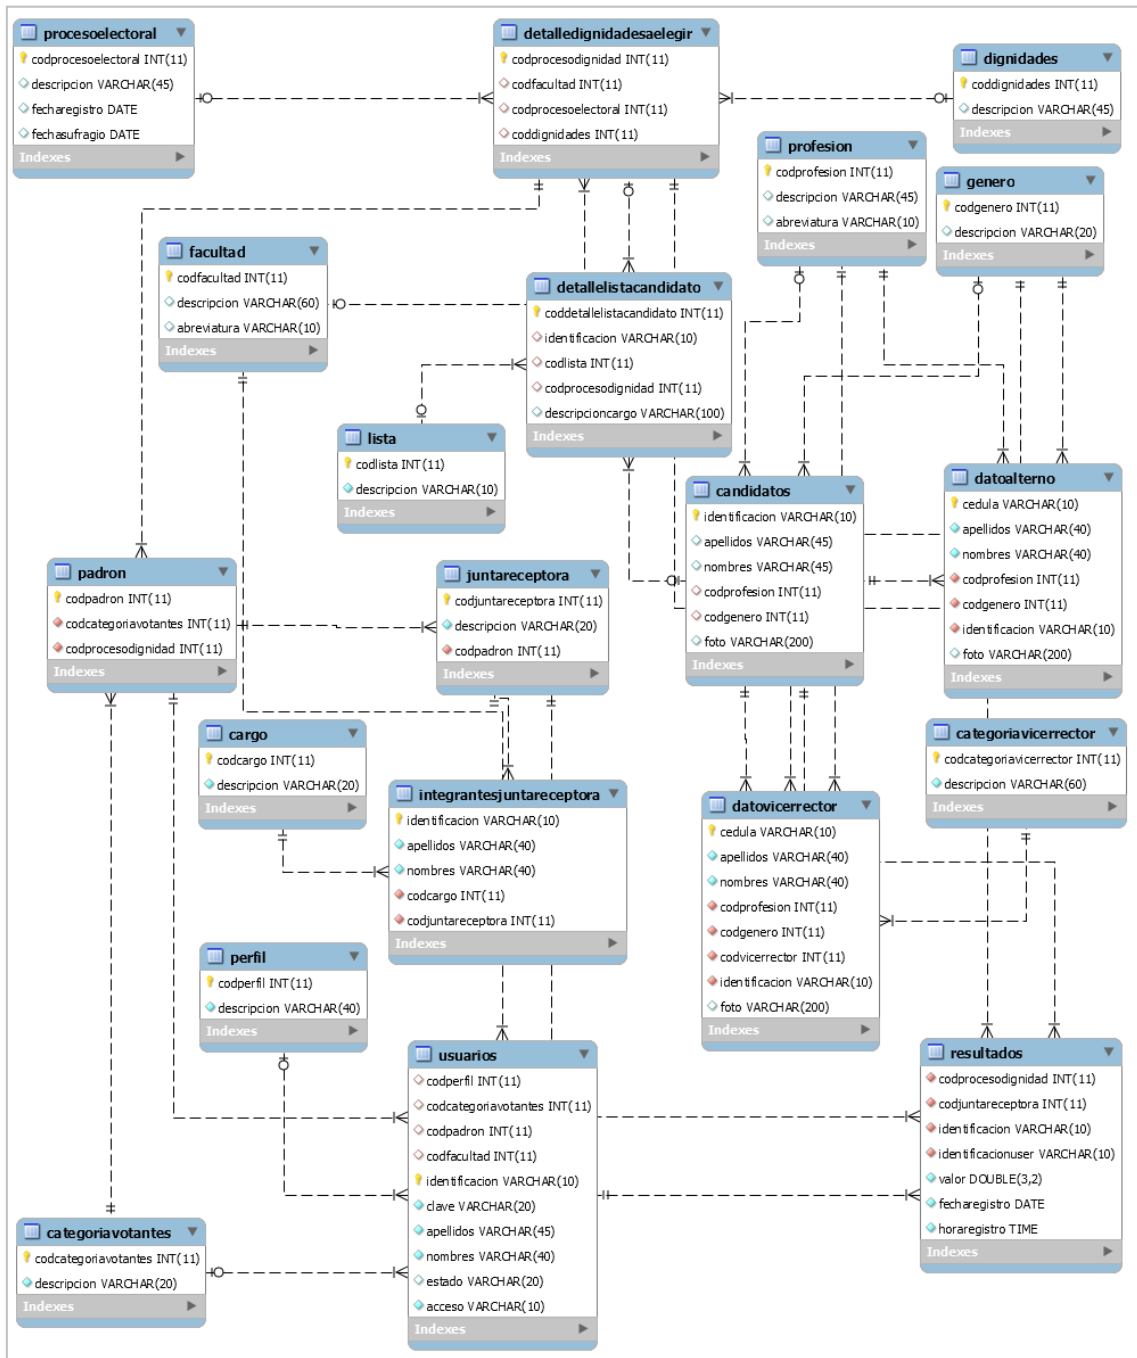 procesoelectoral
codprocesoelectoral INT(11)
descripcion VARCHAR(45)
fecharegistro DATE
fechasufragio DATE
Indexes
detalledignidadesaelegir
codprocesodignidad INT(11)
codfacultad INT(11)
codprocesoelectoral INT(11)
coddignidades INT(11)
Indexes
dignidades
coddignidades INT(11)
descripcion VARCHAR(45)
Indexes
profesion
codprofesion INT(11)
descripcion VARCHAR(45)
abreviatura VARCHAR(10)
Indexes
genero
codgenero INT(11)
descripcion VARCHAR(20)
Indexes
facultad
codfacultad INT(11)
descripcion VARCHAR(60)
abreviatura VARCHAR(10)
Indexes
detallelistacandidato
coddetallelistacandidato INT(11)
identificacion VARCHAR(10)
codlista INT(11)
codprocesodignidad INT(11)
descripcioncargo VARCHAR(100)
Indexes
lista
codlista INT(11)
descripcion VARCHAR(10)
Indexes
candidatos
identificacion VARCHAR(10)
apellidos VARCHAR(45)
nombres VARCHAR(45)
codprofesion INT(11)
codgenero INT(11)
foto VARCHAR(200)
Indexes
datoalterno
cedula VARCHAR(10)
apellidos VARCHAR(40)
nombres VARCHAR(40)
codprofesion INT(11)
codgenero INT(11)
identificacion VARCHAR(10)
foto VARCHAR(200)
Indexes
padron
codpadron INT(11)
codcategoriavotantes INT(11)
codprocesodignidad INT(11)
Indexes
juntareceptora
codjuntareceptora INT(11)
descripcion VARCHAR(20)
codpadron INT(11)
Indexes
cargo
codcargo INT(11)
descripcion VARCHAR(20)
Indexes
integrantesjuntareceptora
identificacion VARCHAR(10)
apellidos VARCHAR(40)
nombres VARCHAR(40)
codcargo INT(11)
codjuntareceptora INT(11)
Indexes
categoriavicerrector
codcategoriavicerrector INT(11)
descripcion VARCHAR(60)
Indexes
datovicerrector
cedula VARCHAR(10)
apellidos VARCHAR(40)
nombres VARCHAR(40)
codprofesion INT(11)
codgenero INT(11)
codvicerrector INT(11)
identificacion VARCHAR(10)
foto VARCHAR(200)
Indexes
perfil
codperfil INT(11)
descripcion VARCHAR(40)
Indexes
usuarios
codperfil INT(11)
codcategoriavotantes INT(11)
codpadron INT(11)
codfacultad INT(11)
identificacion VARCHAR(10)
clave VARCHAR(20)
apellidos VARCHAR(45)
nombres VARCHAR(40)
estado VARCHAR(20)
acceso VARCHAR(10)
Indexes
resultados
codprocesodignidad INT(11)
codjuntareceptora INT(11)
identificacion VARCHAR(10)
identificacionuser VARCHAR(10)
valor DOUBLE(3,2)
fecharegistro DATE
horaregistro TIME
Indexes
categoriavotantes
codcategoriavotantes INT(11)
descripcion VARCHAR(20)
Indexes